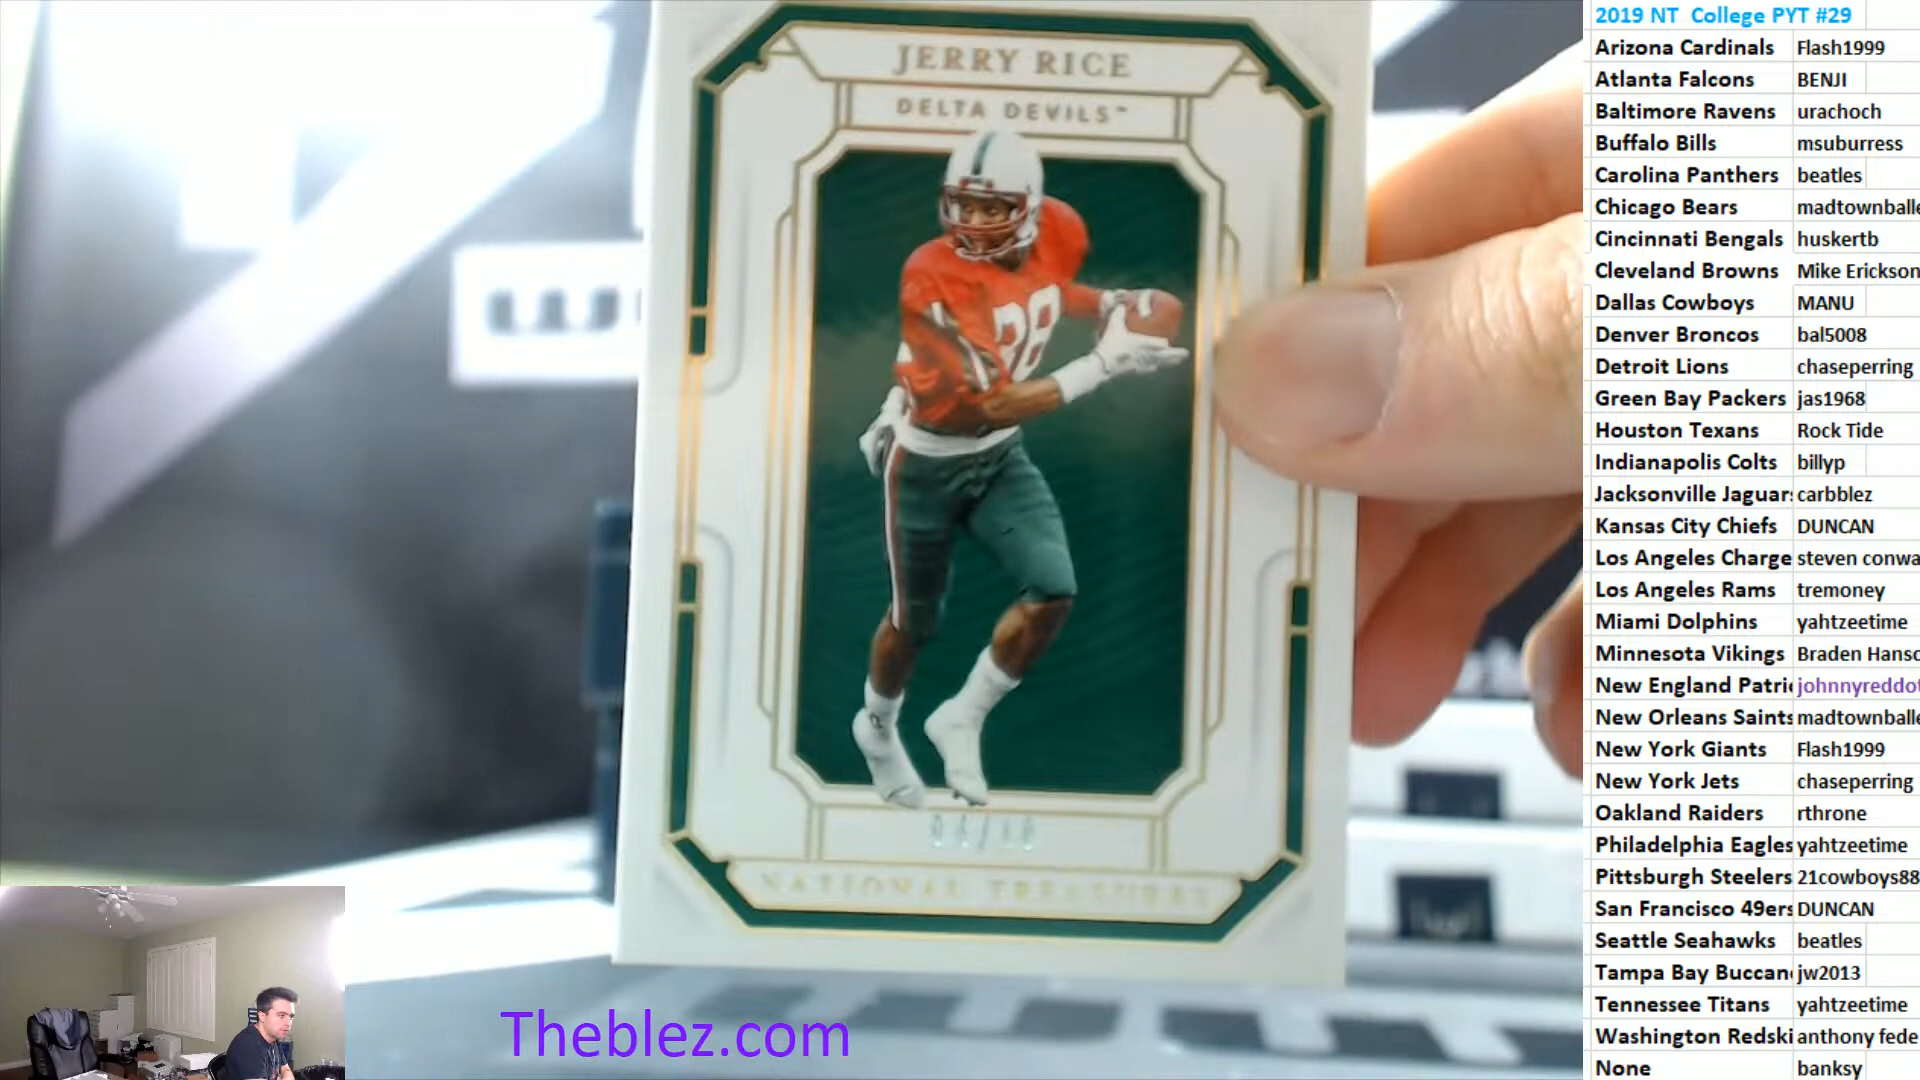 JERRY RICE
DELTA DEVILS™
88
NATIONAL TREASURES
Theblez.com
2019 NT College PYT #29
Arizona Cardinals Flash1999
Atlanta Falcons BENJI
Baltimore Ravens urachoch
Buffalo Bills msuburress
Carolina Panthers beatles
Chicago Bears madtownballe
Cincinnati Bengals huskertb
Cleveland Browns Mike Erickson
Dallas Cowboys MANU
Denver Broncos bal5008
Detroit Lions chaseperring
Green Bay Packers jas1968
Houston Texans Rock Tide
Indianapolis Colts billyp
Jacksonville Jaguars carbblez
Kansas City Chiefs DUNCAN
Los Angeles Charge steven conwa
Los Angeles Rams tremoney
Miami Dolphins yahtzeetime
Minnesota Vikings Braden Hanso
New England Patri johnnyreddot
New Orleans Saints madtownballe
New York Giants Flash1999
New York Jets chaseperring
Oakland Raiders rthrone
Philadelphia Eagles yahtzeetime
Pittsburgh Steelers 21cowboys88
San Francisco 49ers DUNCAN
Seattle Seahawks beatles
Tampa Bay Buccan jw2013
Tennessee Titans yahtzeetime
Washington Redski anthony fede
None banksy